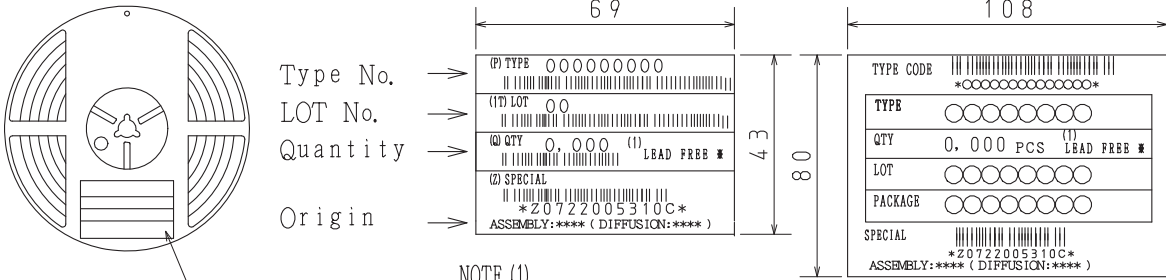 69
108
Type No.
LOT No.
Quantity
Origin
(P) TYPE 000000000
(1T) LOT 00
(Q) QTY 0,000 (1) LEAD FREE *
(Z) SPECIAL
*Z0722005310C*
ASSEMBLY:**** (DIFFUSION:****)
43
80
TYPE CODE
*○○○○○○○○○○○○○*
TYPE ○○○○○○○○
QTY 0,000 PCS (1) LEAD FREE *
LOT ○○○○○○○○
PACKAGE ○○○○○○○○
SPECIAL
*Z0722005310C*
ASSEMBLY:**** (DIFFUSION:****)
NOTE (1)